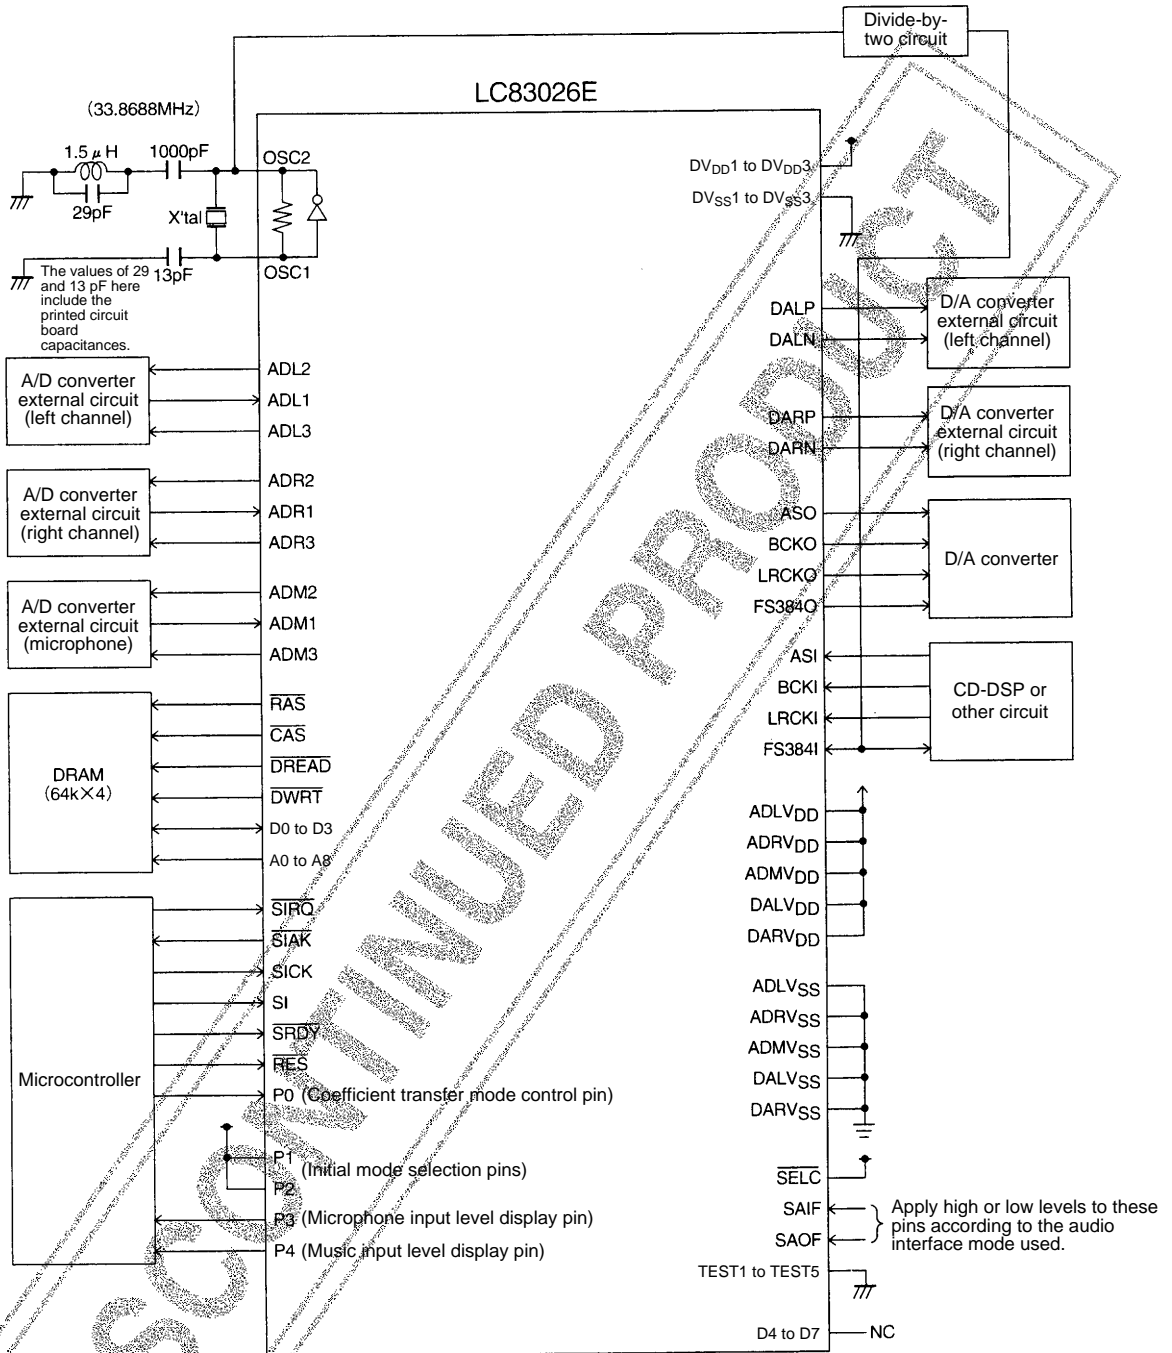 Divide-by-
two circuit
LC83026E
(33.8688MHz)
1.5 μ H
1000pF
OSC2
29pF
X'tal
13pF
OSC1
The values of 29
and 13 pF here
include the
printed circuit
board
capacitances.
DVDD1 to DVDD3
DVSS1 to DVSS3
A/D converter
external circuit
(left channel)
ADL2
ADL1
ADL3
A/D converter
external circuit
(right channel)
ADR2
ADR1
ADR3
A/D converter
external circuit
(microphone)
ADM2
ADM1
ADM3
DRAM
(64k×4)
RAS
CAS
DREAD
DWRT
D0 to D3
A0 to A8
Microcontroller
SIRQ
SIAK
SICK
SI
SRDY
RES
P0 (Coefficient transfer mode control pin)
P1
(Initial mode selection pins)
P2
P3 (Microphone input level display pin)
P4 (Music input level display pin)
DALP
DALN
D/A converter
external circuit
(left channel)
DARP
DARN
D/A converter
external circuit
(right channel)
ASO
BCKO
LRCKO
FS384O
D/A converter
ASI
BCKI
LRCKI
FS384I
CD-DSP or
other circuit
ADLVDD
ADRVDD
ADMVDD
DALVDD
DARVDD
ADLVSS
ADRVSS
ADMVSS
DALVSS
DARVSS
SELC
SAIF
SAOF
Apply high or low levels to these
pins according to the audio
interface mode used.
TEST1 to TEST5
D4 to D7
NC
SCONTINUED PRODUCT